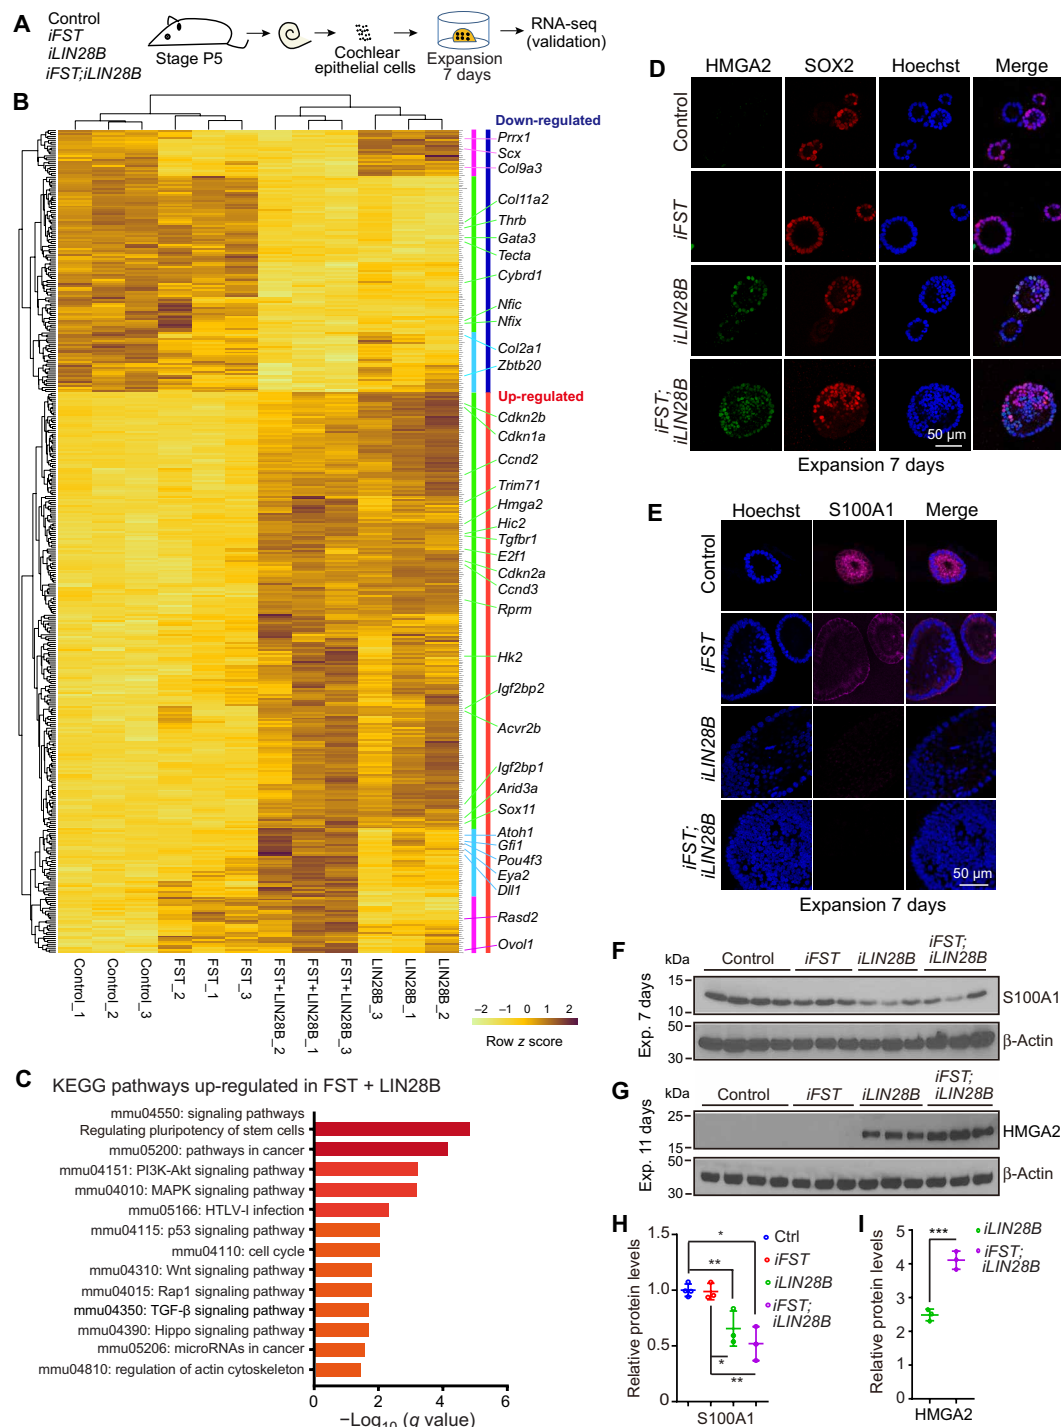 A
Control
iFST
iLIN28B
iFST;iLIN28B
Stage P5
Cochlear
epithelial cells
Expansion
7 days
RNA-seq
(validation)
B
Down-regulated
Prrx1
Scx
Col9a3
Col11a2
Thrb
Gata3
Tecta
Cybrd1
Nfic
Nfix
Col2a1
Zbtb20
Up-regulated
Cdkn2b
Cdkn1a
Ccnd2
Trim71
Hmga2
Hic2
Tgfbr1
E2f1
Cdkn2a
Ccnd3
Rprm
Hk2
Igf2bp2
Acvr2b
Igf2bp1
Arid3a
Sox11
Atoh1
Gfi1
Pou4f3
Eya2
Dll1
Rasd2
Ovol1
Control_1
Control_2
Control_3
FST_2
FST_1
FST_3
FST+LIN28B_2
FST+LIN28B_1
FST+LIN28B_3
LIN28B_3
LIN28B_1
LIN28B_2
−2 −1 0 1 2
Row z score
C
KEGG pathways up-regulated in FST + LIN28B
mmu04550: signaling pathways
Regulating pluripotency of stem cells
mmu05200: pathways in cancer
mmu04151: PI3K-Akt signaling pathway
mmu04010: MAPK signaling pathway
mmu05166: HTLV-I infection
mmu04115: p53 signaling pathway
mmu04110: cell cycle
mmu04310: Wnt signaling pathway
mmu04015: Rap1 signaling pathway
mmu04350: TGF-β signaling pathway
mmu04390: Hippo signaling pathway
mmu05206: microRNAs in cancer
mmu04810: regulation of actin cytoskeleton
0 2 4 6
−Log10 (q value)
D
HMGA2 SOX2 Hoechst Merge
Control
iFST
iLIN28B
iFST;
iLIN28B
50 µm
Expansion 7 days
E
Hoechst S100A1 Merge
Control
iFST
iLIN28B
iFST;
iLIN28B
50 µm
Expansion 7 days
F
kDa
Control iFST iLIN28B iFST;
iLIN28B
Exp. 7 days
15
10
S100A1
50
30
β-Actin
G
kDa
Control iFST iLIN28B iFST;
iLIN28B
Exp. 11 days
25
15
HMGA2
50
30
β-Actin
H
Relative protein levels
1.5
1.0
0.5
0
*
**
*
**
S100A1
Ctrl
iFST
iLIN28B
iFST;
iLIN28B
I
Relative protein levels
5
4
3
2
1
0
***
HMGA2
iLIN28B
iFST;
iLIN28B